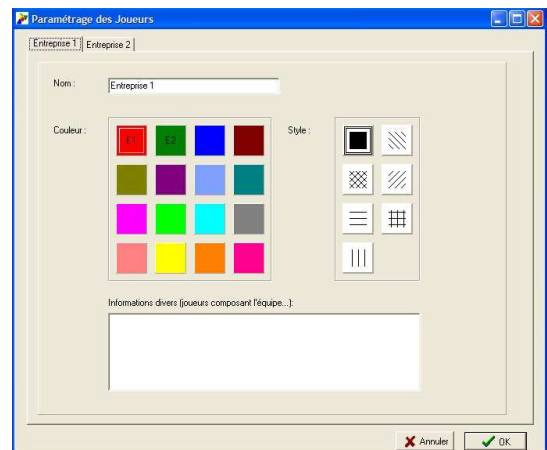 Paramétrage des Joueurs
Entreprise 1 Entreprise 2
Nom : Entreprise 1
Couleur : E1 E2 Style :
Informations divers (joueurs composant l'équipe...):
Annuler OK